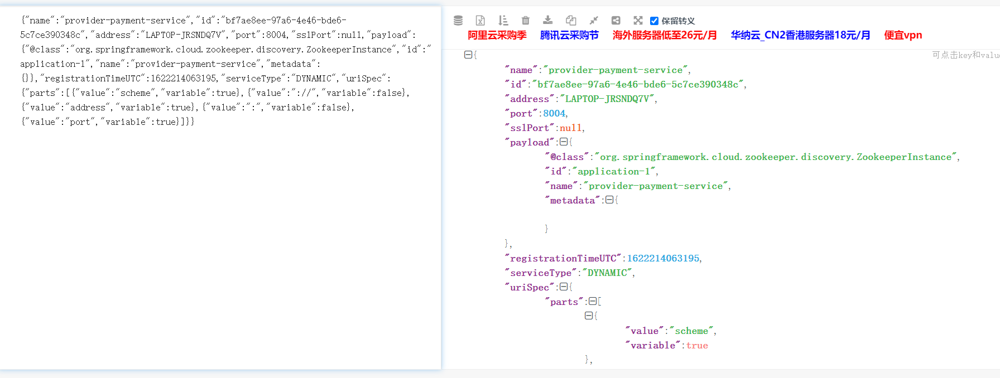 {"name":"provider-payment-service","id":"bf7ae8ee-97a6-4e46-bde6-
5c7ce390348c","address":"LAPTOP-JRSNDQ7V","port":8004,"sslPort":null,"payload":
{"@class":"org.springframework.cloud.zookeeper.discovery.ZookeeperInstance","id":"
application-1","name":"provider-payment-service","metadata":
{}},"registrationTimeUTC":1622214063195,"serviceType":"DYNAMIC","uriSpec":
{"parts":[{"value":"scheme","variable":true},{"value":"://","variable":false},
{"value":"address","variable":true},{"value":":","variable":false},
{"value":"port","variable":true}]}}
保留转义
阿里云采购季 腾讯云采购节 海外服务器低至26元/月 华纳云_CN2香港服务器18元/月 便宜vpn
{ 可点击key和value
"name":"provider-payment-service",
"id":"bf7ae8ee-97a6-4e46-bde6-5c7ce390348c",
"address":"LAPTOP-JRSNDQ7V",
"port":8004,
"sslPort":null,
"payload":{
"@class":"org.springframework.cloud.zookeeper.discovery.ZookeeperInstance",
"id":"application-1",
"name":"provider-payment-service",
"metadata":{
}
},
"registrationTimeUTC":1622214063195,
"serviceType":"DYNAMIC",
"uriSpec":{
"parts":[
{
"value":"scheme",
"variable":true
},